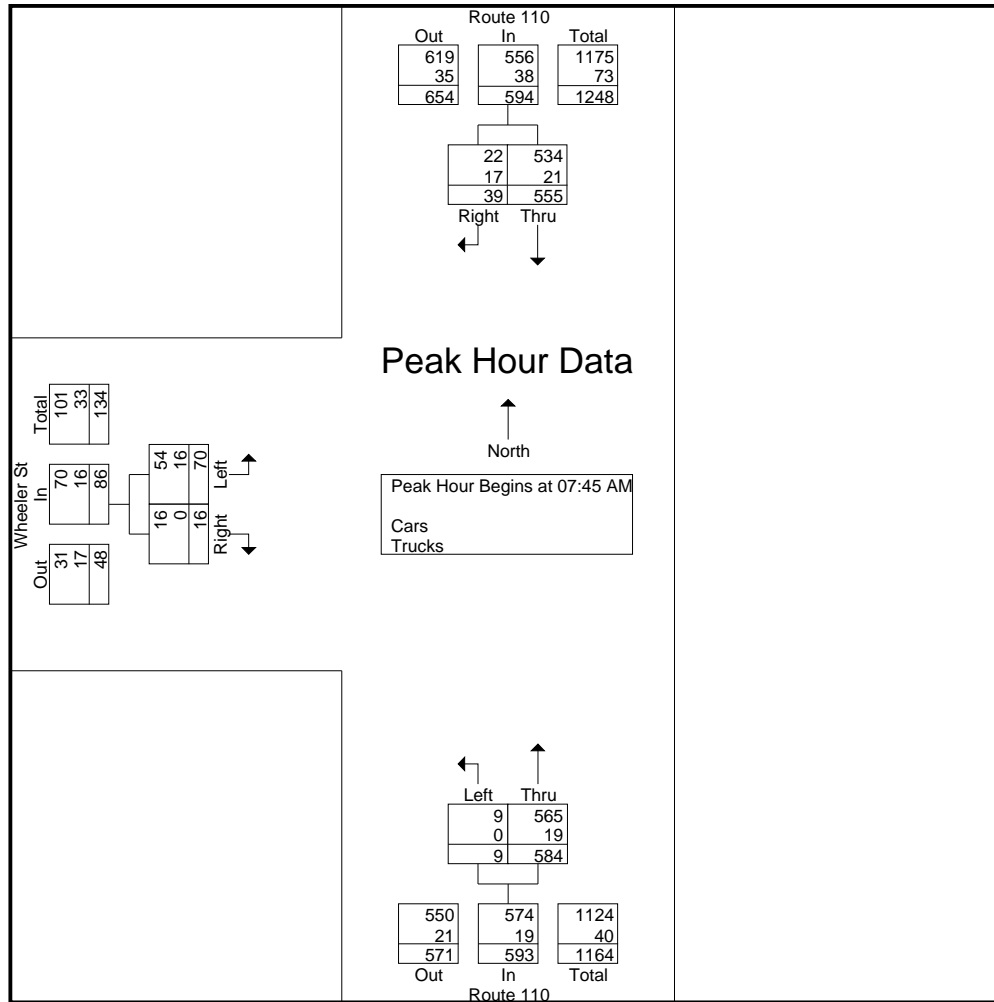 Route 110
Out In Total
619 556 1175
35 38 73
654 594 1248
22 534
17 21
39 555
Right Thru
Peak Hour Data
North
Peak Hour Begins at 07:45 AM
Cars
Trucks
Wheeler St
Total
101
33
134
In
70
16
86
Out
31
17
48
54
16
70
Left
16
0
16
Right
Left Thru
9 565
0 19
9 584
550 574 1124
21 19 40
571 593 1164
Out In Total
Route 110